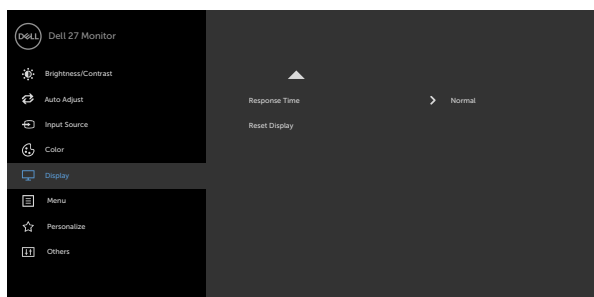 DELL Dell 27 Monitor
Brightness/Contrast
Auto Adjust
Response Time Normal
Input Source
Reset Display
Color
Display
Menu
Personalize
Others